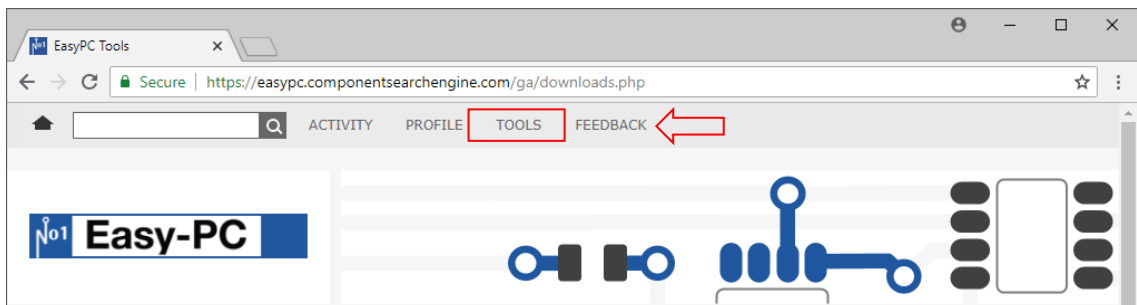 EasyPC Tools
Secure | https://easypc.componentsearchengine.com/ga/downloads.php
ACTIVITY PROFILE TOOLS FEEDBACK
No1 Easy-PC